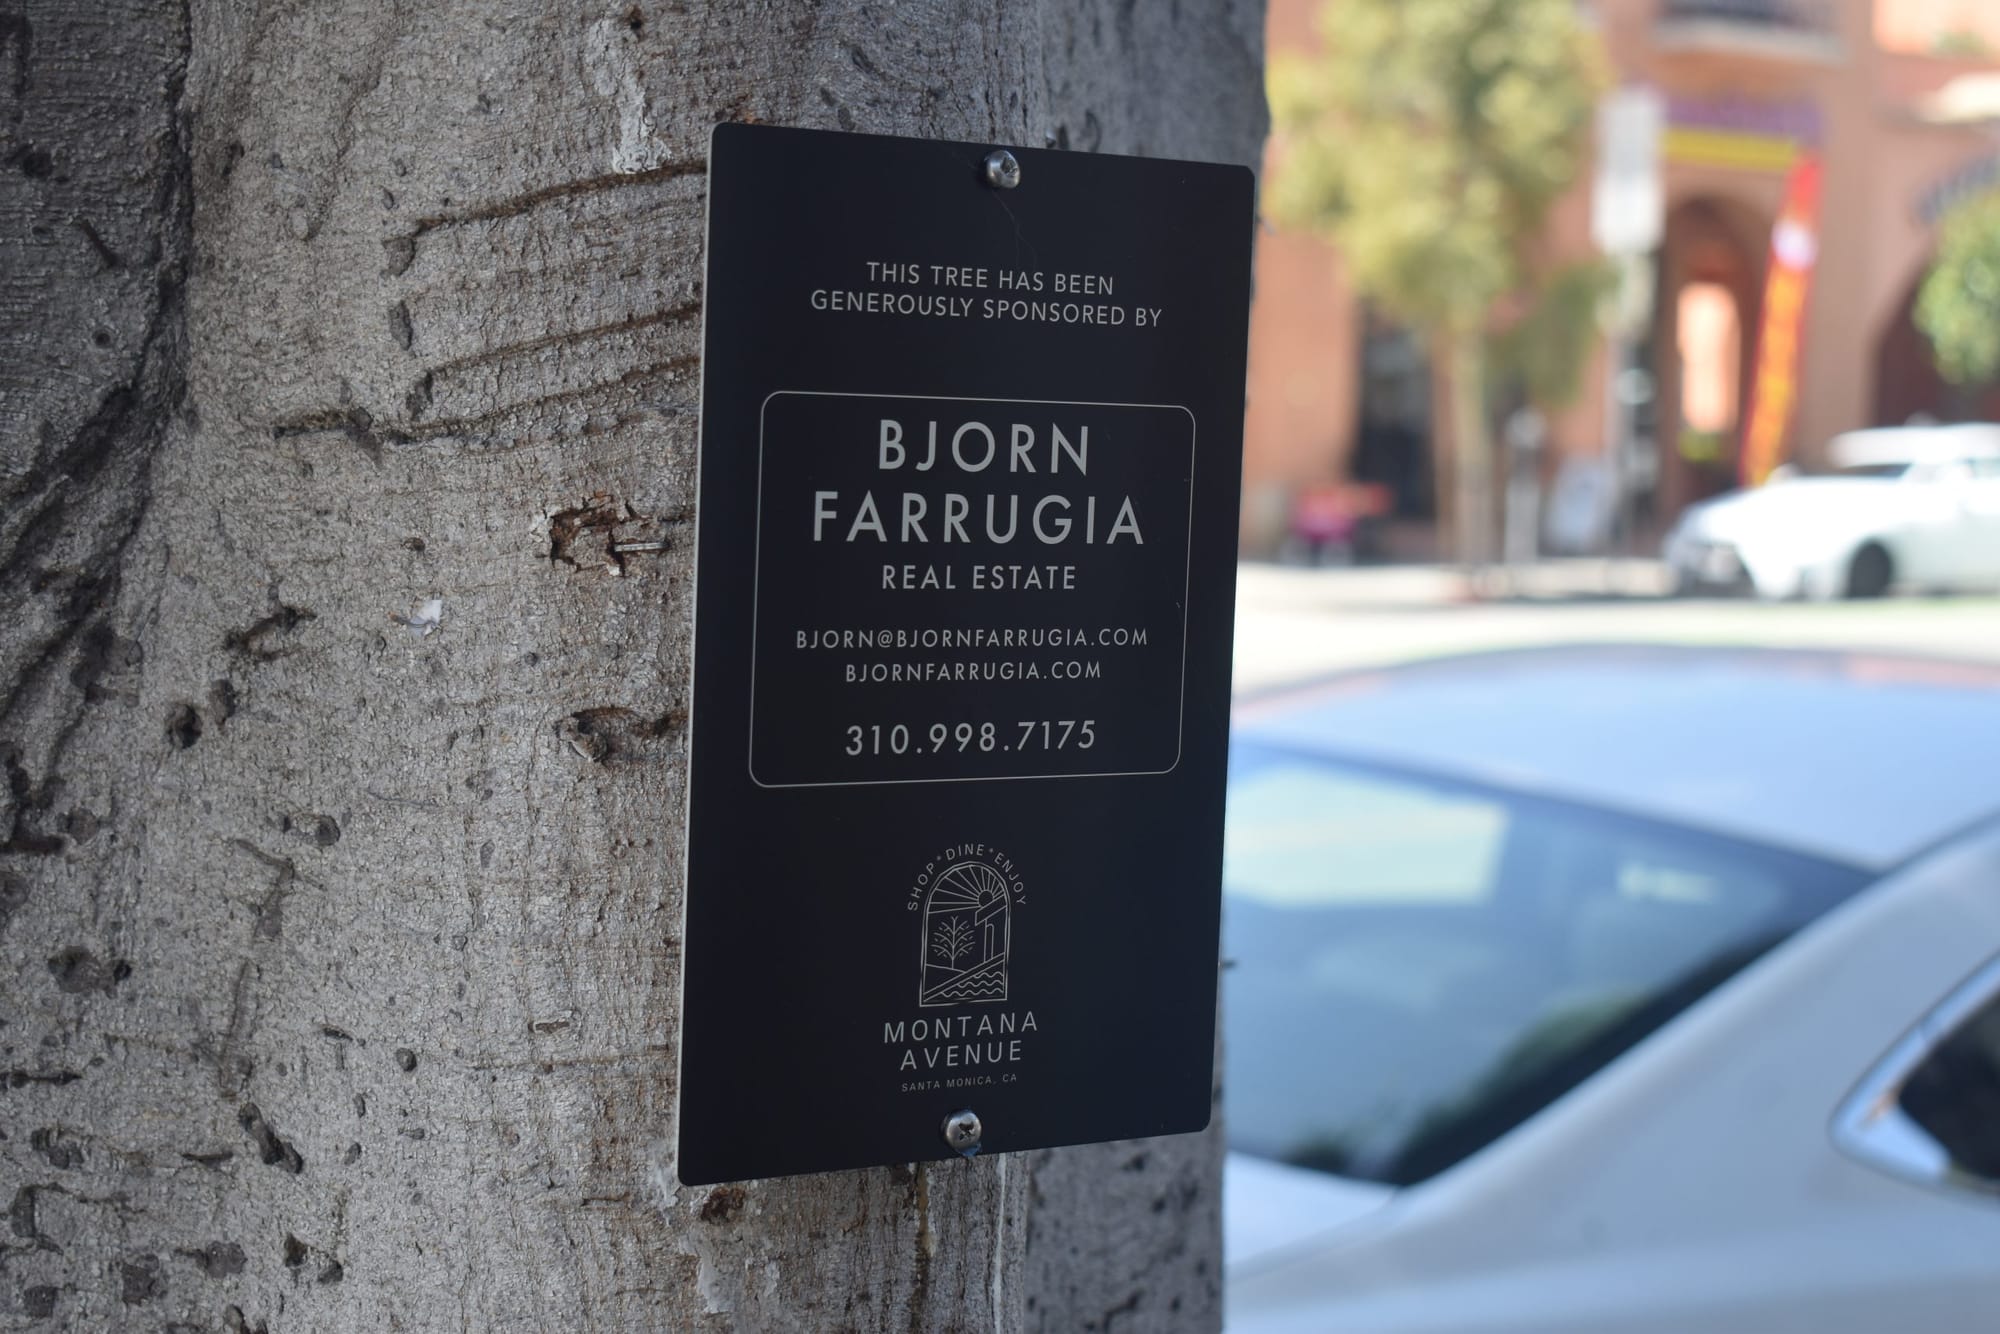 THIS TREE HAS BEEN
GENEROUSLY SPONSORED BY
BJORN
FARRUGIA
REAL ESTATE
BJORN@BJORNFARRUGIA.COM
BJORNFARRUGIA.COM
310.998.7175
SHOP * DINE * ENJOY
MONTANA
AVENUE
SANTA MONICA, CA